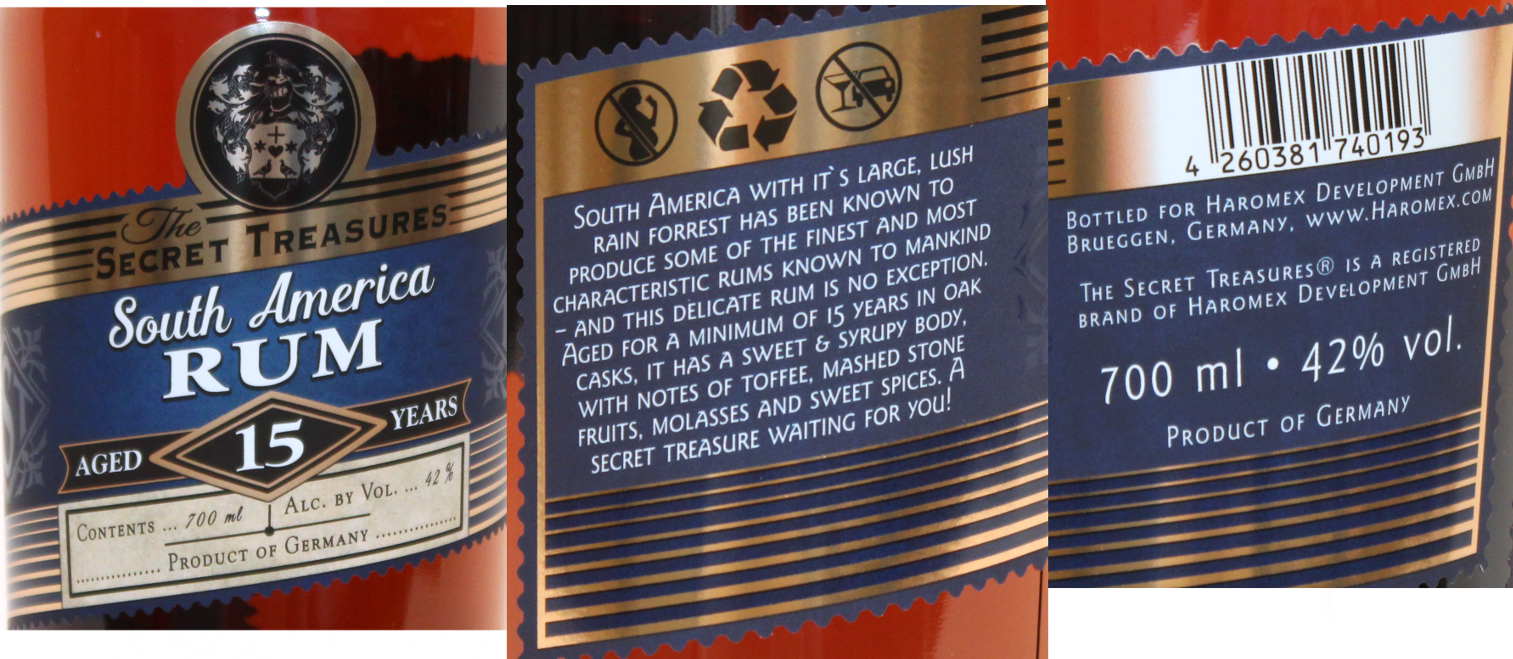 The
SECRET TREASURES
South America
RUM
AGED 15 YEARS
CONTENTS ... 700 ml
ALC. BY VOL. ... 42 %
............... PRODUCT OF GERMANY ...............
SOUTH AMERICA WITH IT`S LARGE, LUSH
RAIN FORREST HAS BEEN KNOWN TO
PRODUCE SOME OF THE FINEST AND MOST
CHARACTERISTIC RUMS KNOWN TO MANKIND
– AND THIS DELICATE RUM IS NO EXCEPTION.
AGED FOR A MINIMUM OF 15 YEARS IN OAK
CASKS, IT HAS A SWEET & SYRUPY BODY,
WITH NOTES OF TOFFEE, MASHED STONE
FRUITS, MOLASSES AND SWEET SPICES. A
SECRET TREASURE WAITING FOR YOU!
4 260381 740193
BOTTLED FOR HAROMEX DEVELOPMENT GMBH
BRUEGGEN, GERMANY, WWW.HAROMEX.COM
THE SECRET TREASURES® IS A REGISTERED
BRAND OF HAROMEX DEVELOPMENT GMBH
700 ml • 42% vol.
PRODUCT OF GERMANY